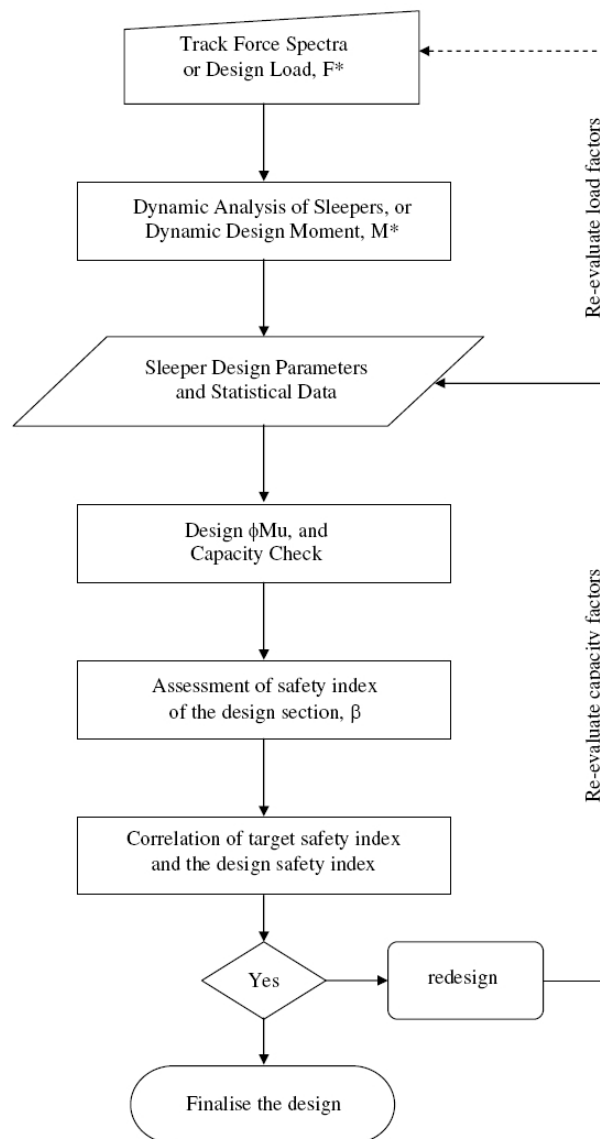 Track Force Spectra
or Design Load, F*
Dynamic Analysis of Sleepers, or
Dynamic Design Moment, M*
Re-evaluate load factors
Sleeper Design Parameters
and Statistical Data
Design ϕMu, and
Capacity Check
Assessment of safety index
of the design section, β
Re-evaluate capacity factors
Correlation of target safety index
and the design safety index
Yes
redesign
Finalise the design